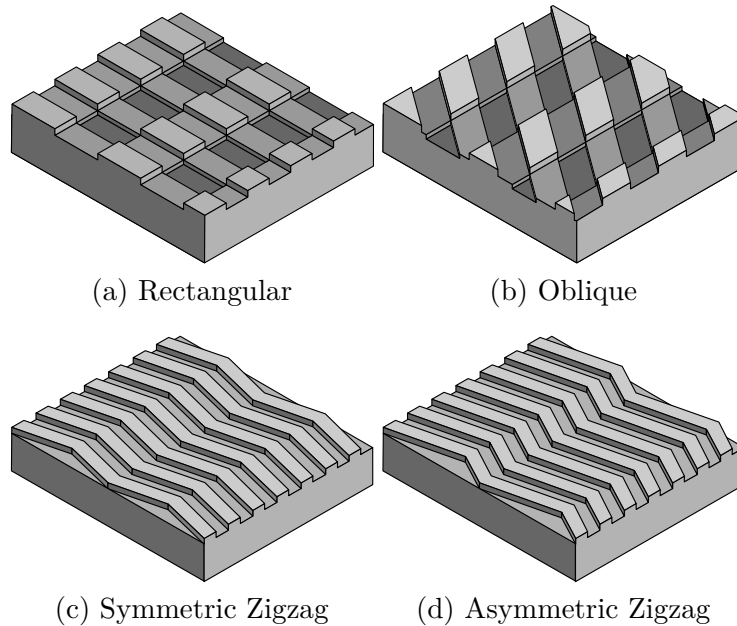 (a) Rectangular
(b) Oblique
(c) Symmetric Zigzag
(d) Asymmetric Zigzag